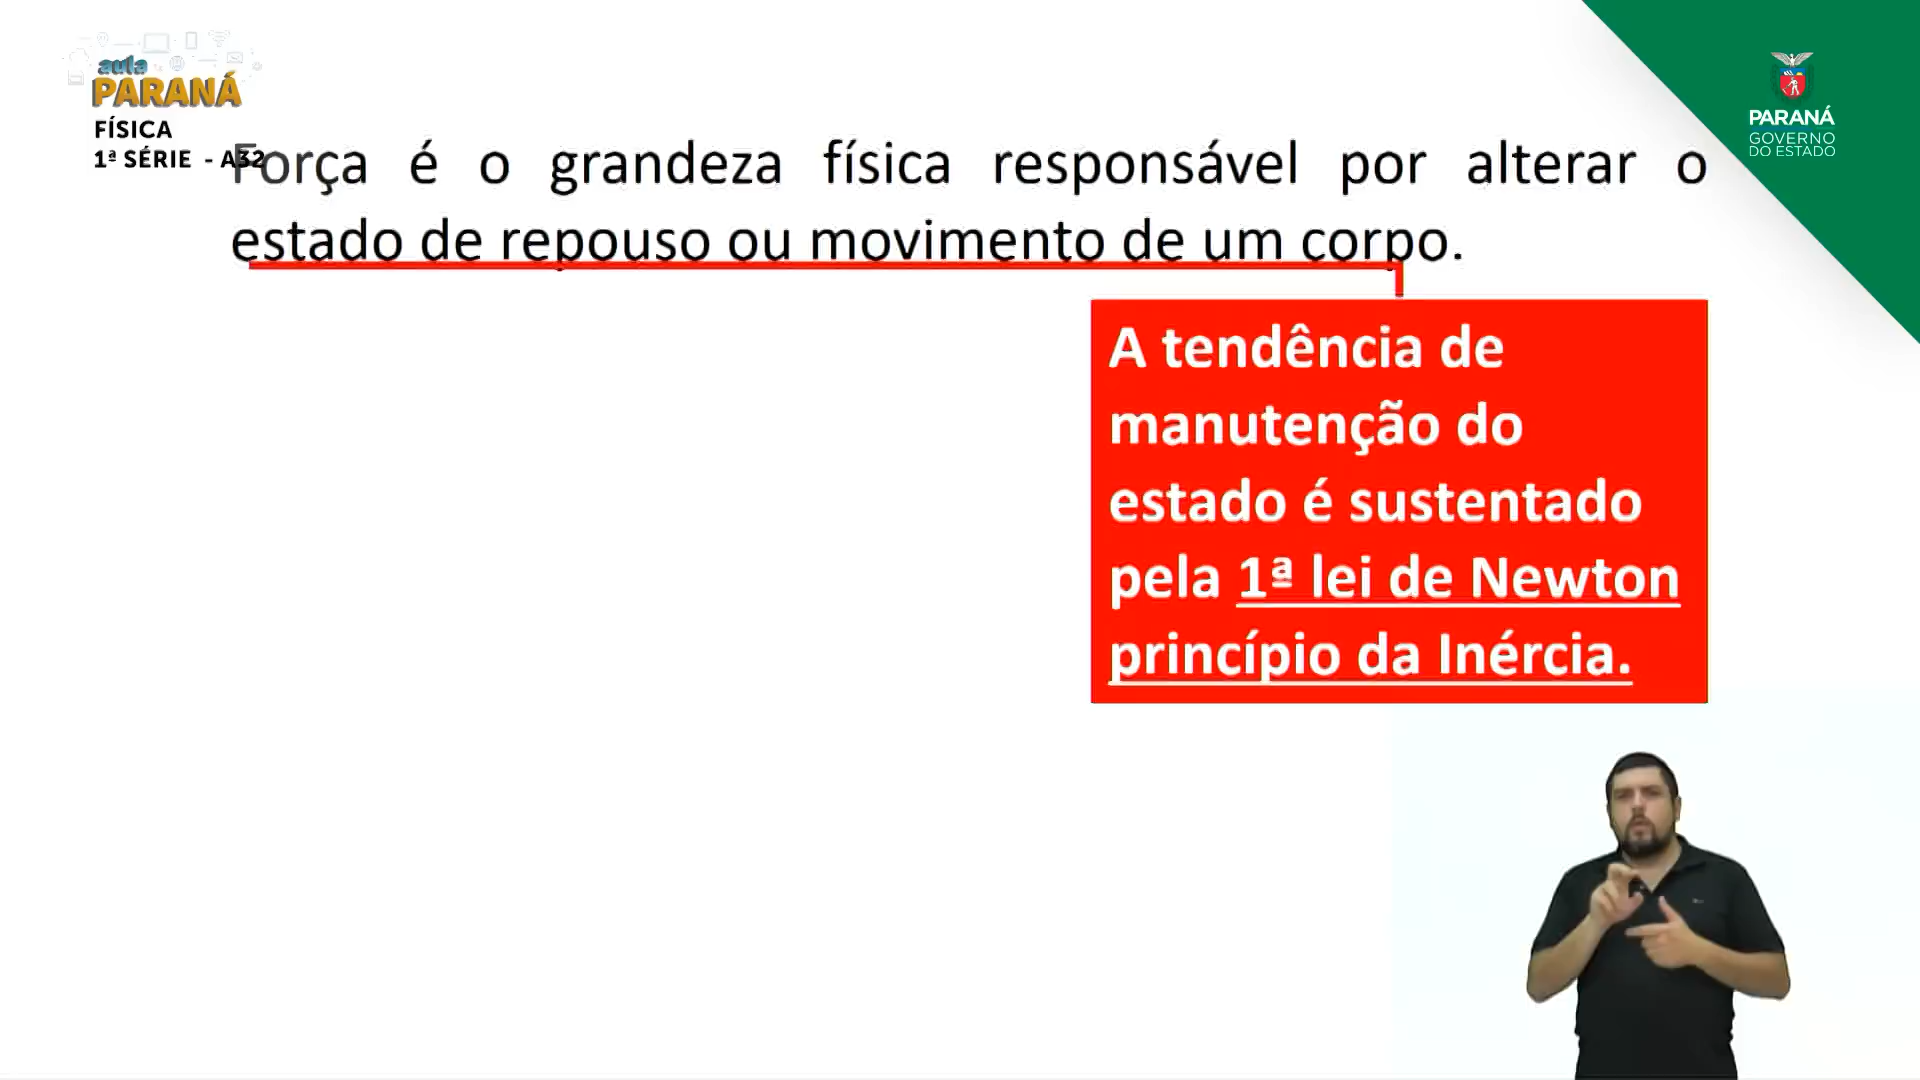 aula
PARANÁ
FÍSICA
1ª SÉRIE - A32
PARANÁ
GOVERNO
DO ESTADO
Força é o grandeza física responsável por alterar o
estado de repouso ou movimento de um corpo.
A tendência de
manutenção do
estado é sustentado
pela 1ª lei de Newton
princípio da Inércia.